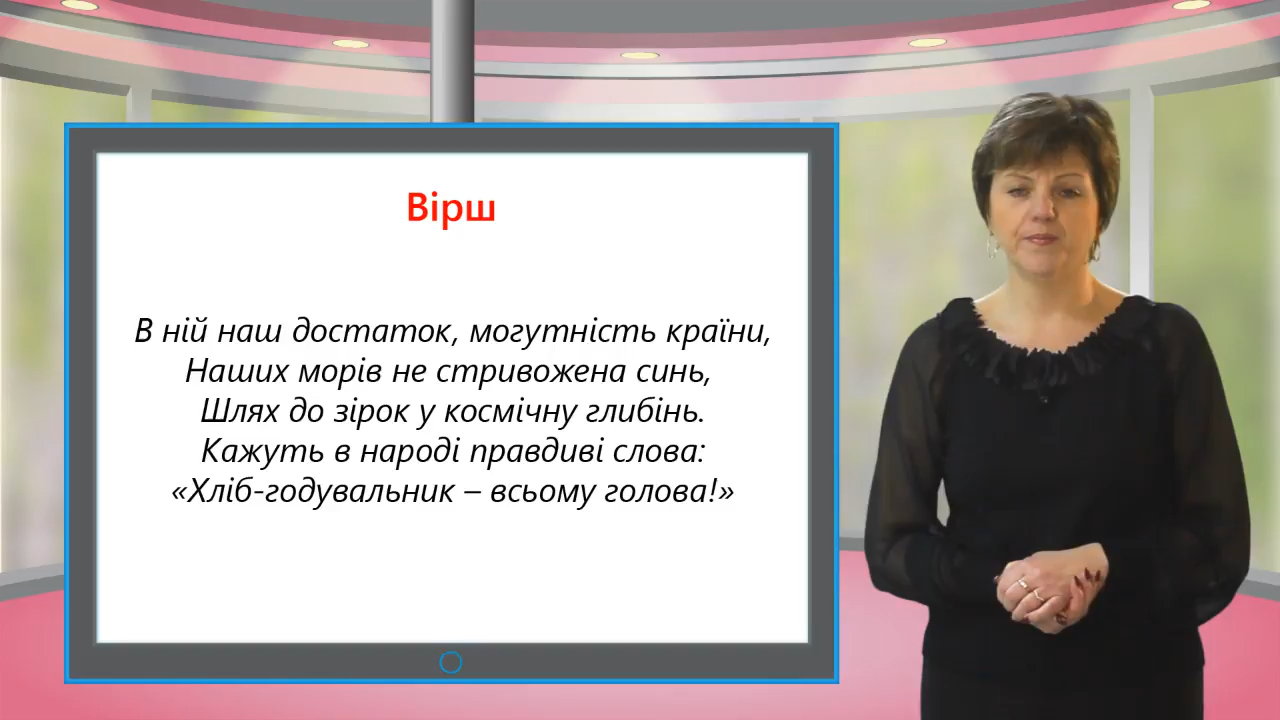 Вірш
В ній наш достаток, могутність країни,
Наших морів не стривожена синь,
Шлях до зірок у космічну глибінь.
Кажуть в народі правдиві слова:
«Хліб-годувальник – всьому голова!»